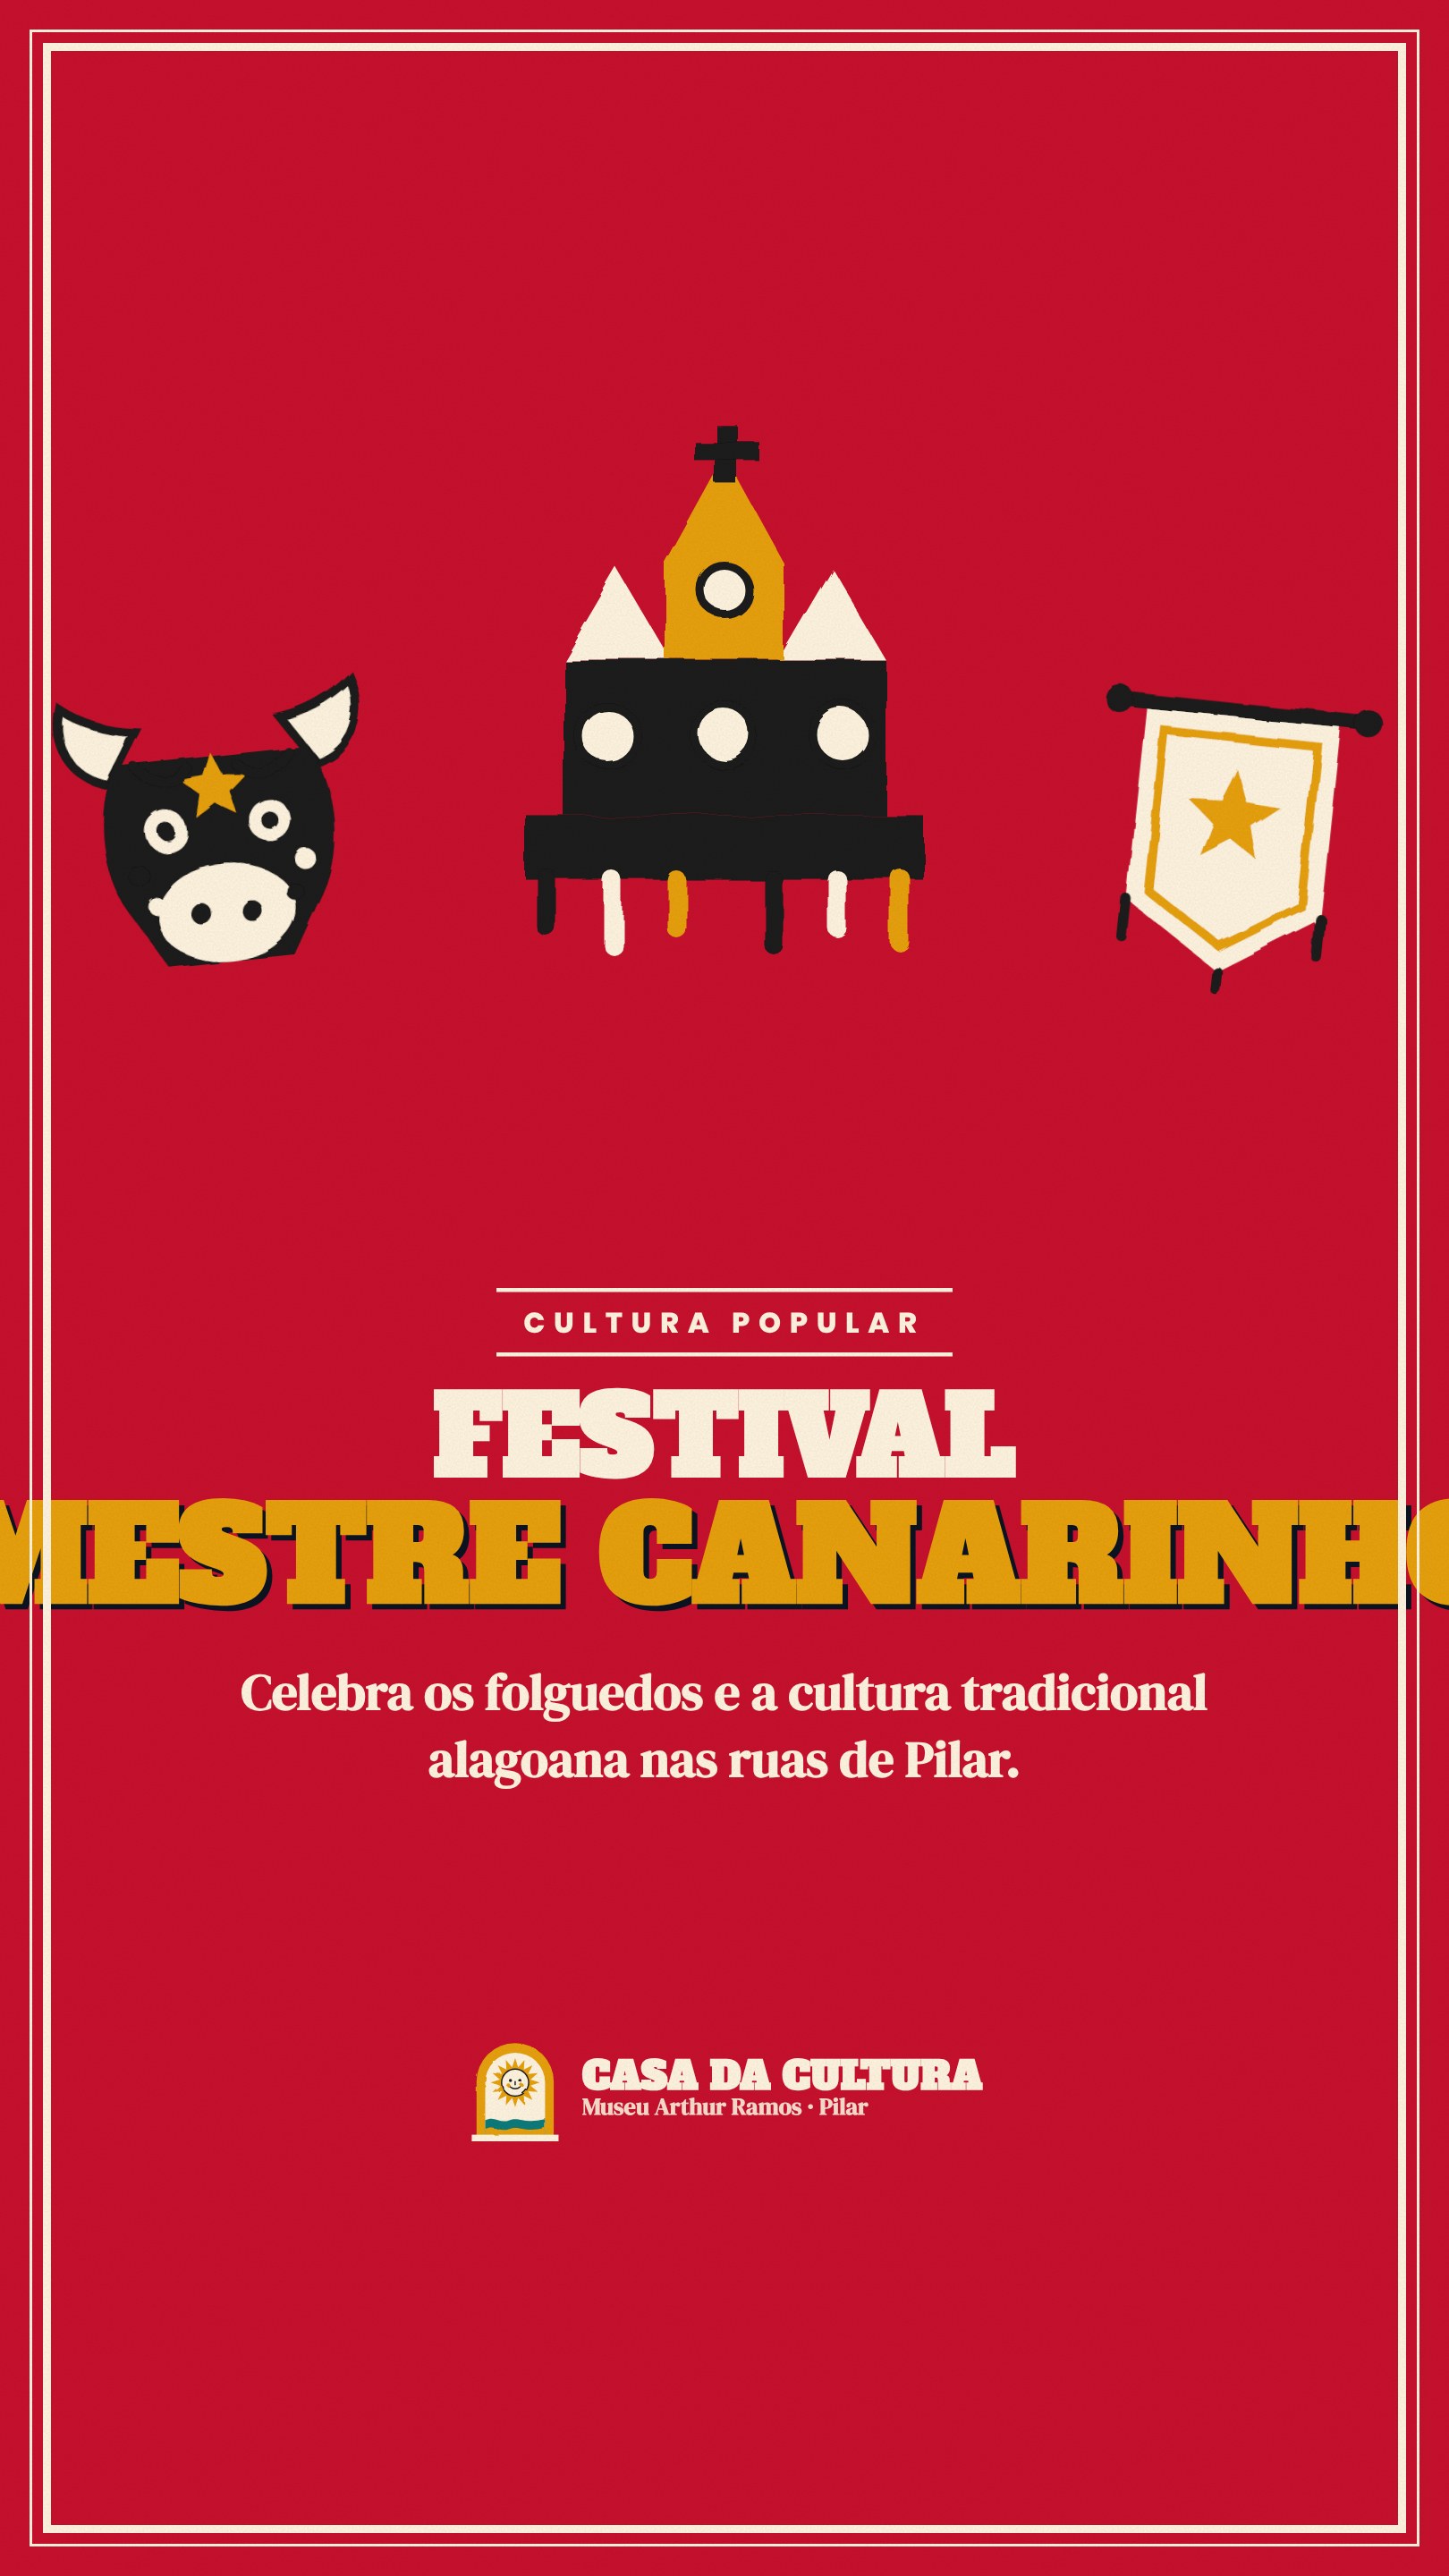 CULTURA POPULAR
FESTIVAL
MESTRE CANARINHO
Celebra os folguedos e a cultura tradicional
alagoana nas ruas de Pilar.
CASA DA CULTURA
Museu Arthur Ramos • Pilar